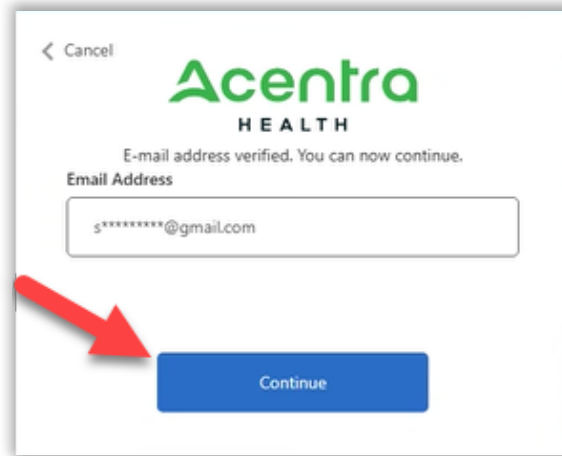 Cancel
Acentra
HEALTH
E-mail address verified. You can now continue.
Email Address
s*********@gmail.com
Continue